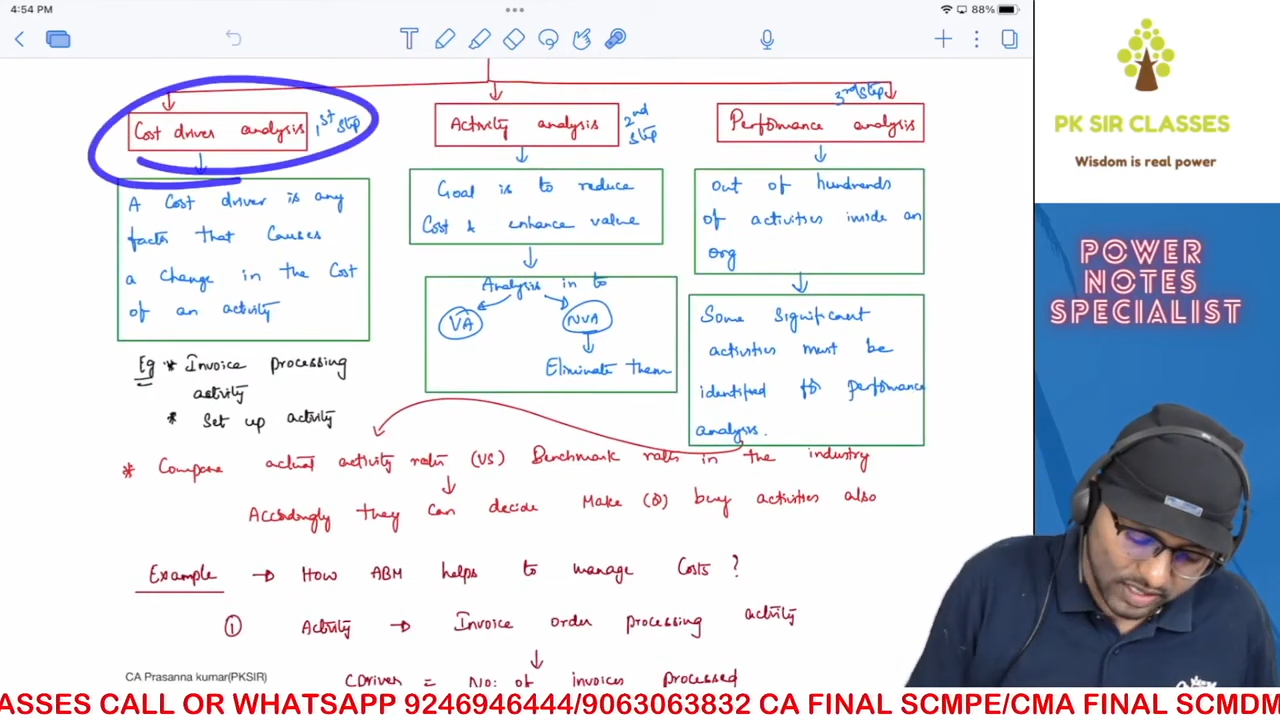 4:54 PM
88%
3rd step
Cost driver analysis
1st step
Activity analysis
2nd step
Perfomance analysis
A Cost driver is any
factor that causes
a change in the cost
of an activity
Eg * Invoice processing
activity
* Set up activity
Goal is to reduce
Cost & enhance value
Analysis in to
VA
NVA
Eliminate them
Out of hundrends
of activities inside an
org
Some significant
activities must be
identified for perfomance
analysis.
* Compare actual activity rates (VS) Benchmark rates in the industry
Accordingly they can decide Make (or) buy activities also
Example → How ABM helps to manage Costs ?
① Activity → Invoice order processing activity
CDriver = No: of invoices processed
CA Prasanna kumar(PKSIR)
PK SIR CLASSES
Wisdom is real power
POWER
NOTES
SPECIALIST
CLASSES CALL OR WHATSAPP 9246946444/9063063832 CA FINAL SCMPE/CMA FINAL SCMDM